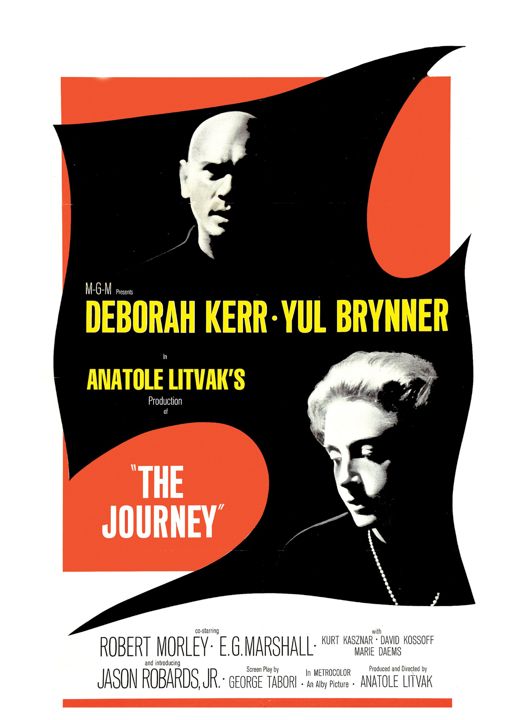 M-G-M Presents
DEBORAH KERR · YUL BRYNNER
in
ANATOLE LITVAK'S
Production
of
"THE
JOURNEY"
co-starring
ROBERT MORLEY · E.G.MARSHALL ·
with
KURT KASZNAR · DAVID KOSSOFF
MARIE DAEMS
and introducing
JASON ROBARDS, JR. ·
Screen Play by
GEORGE TABORI ·
In METROCOLOR
An Alby Picture ·
Produced and Directed by
ANATOLE LITVAK